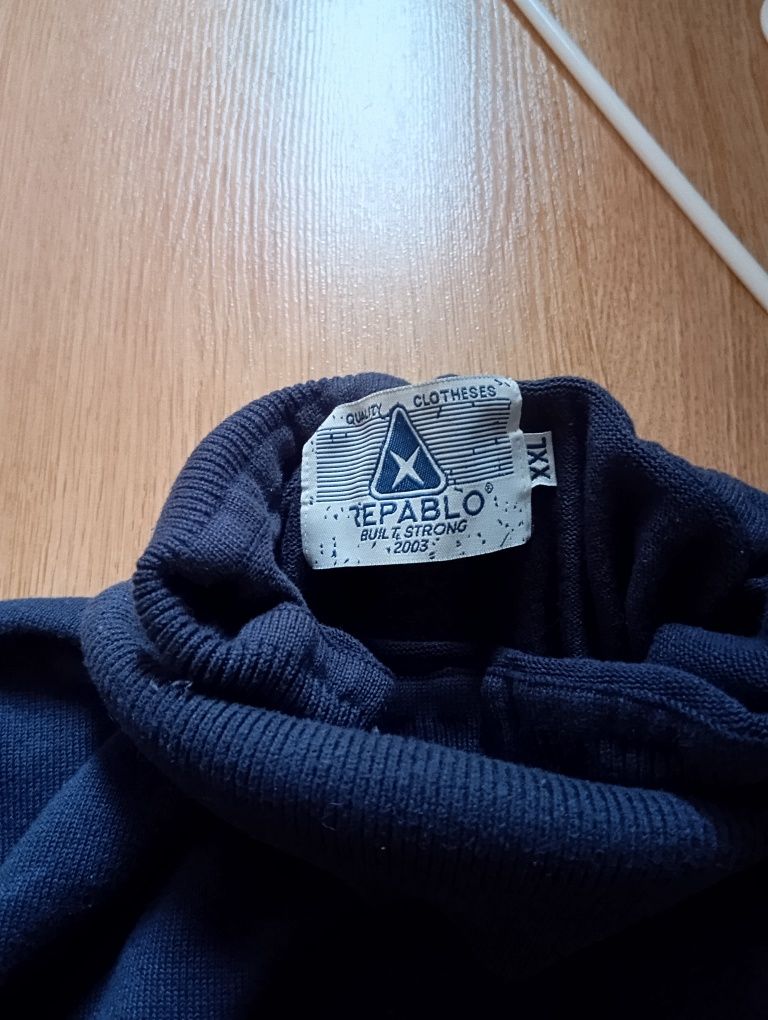 QUALITY CLOTHESES
REPABLO®
BUILT STRONG
2003
XXL